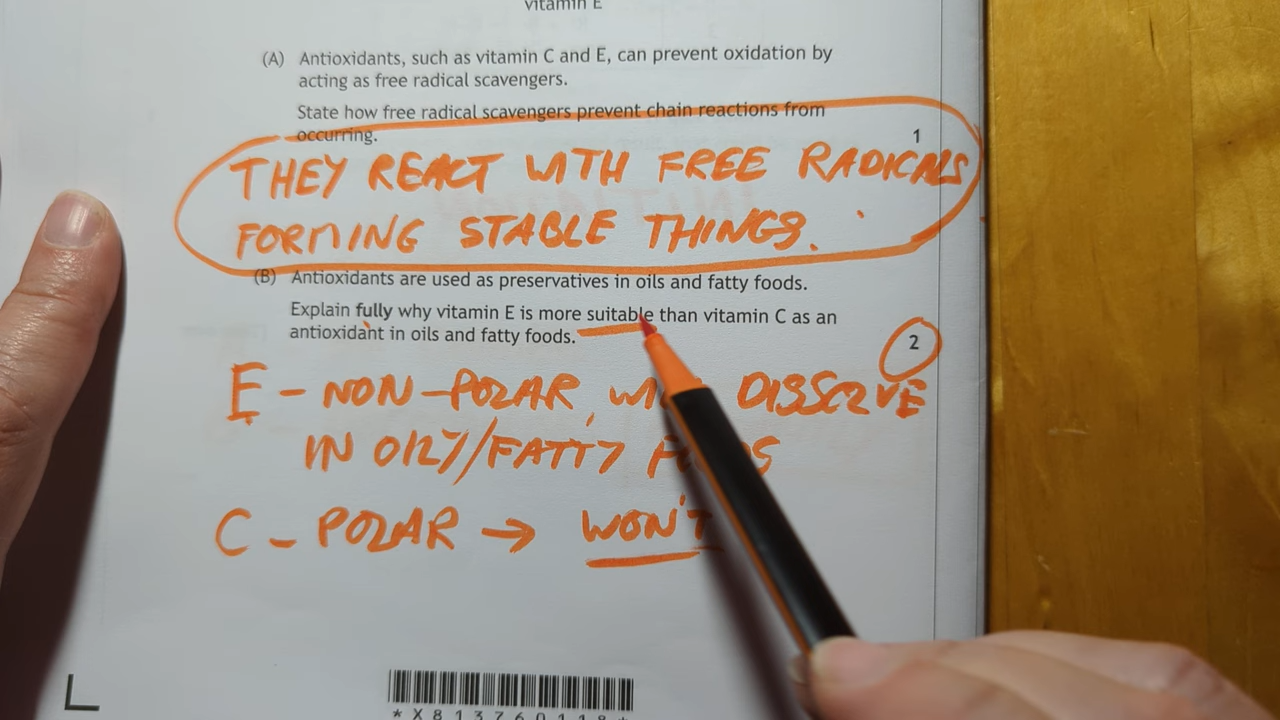 vitamin E
(A) Antioxidants, such as vitamin C and E, can prevent oxidation by
acting as free radical scavengers.
State how free radical scavengers prevent chain reactions from
occurring.
1
THEY REACT WITH FREE RADICALS
FORMING STABLE THINGS.
(B) Antioxidants are used as preservatives in oils and fatty foods.
Explain fully why vitamin E is more suitable than vitamin C as an
antioxidant in oils and fatty foods.
2
E - NON-POLAR, DISSOLVE
IN OILY/FATTY
C - POLAR → WON'T